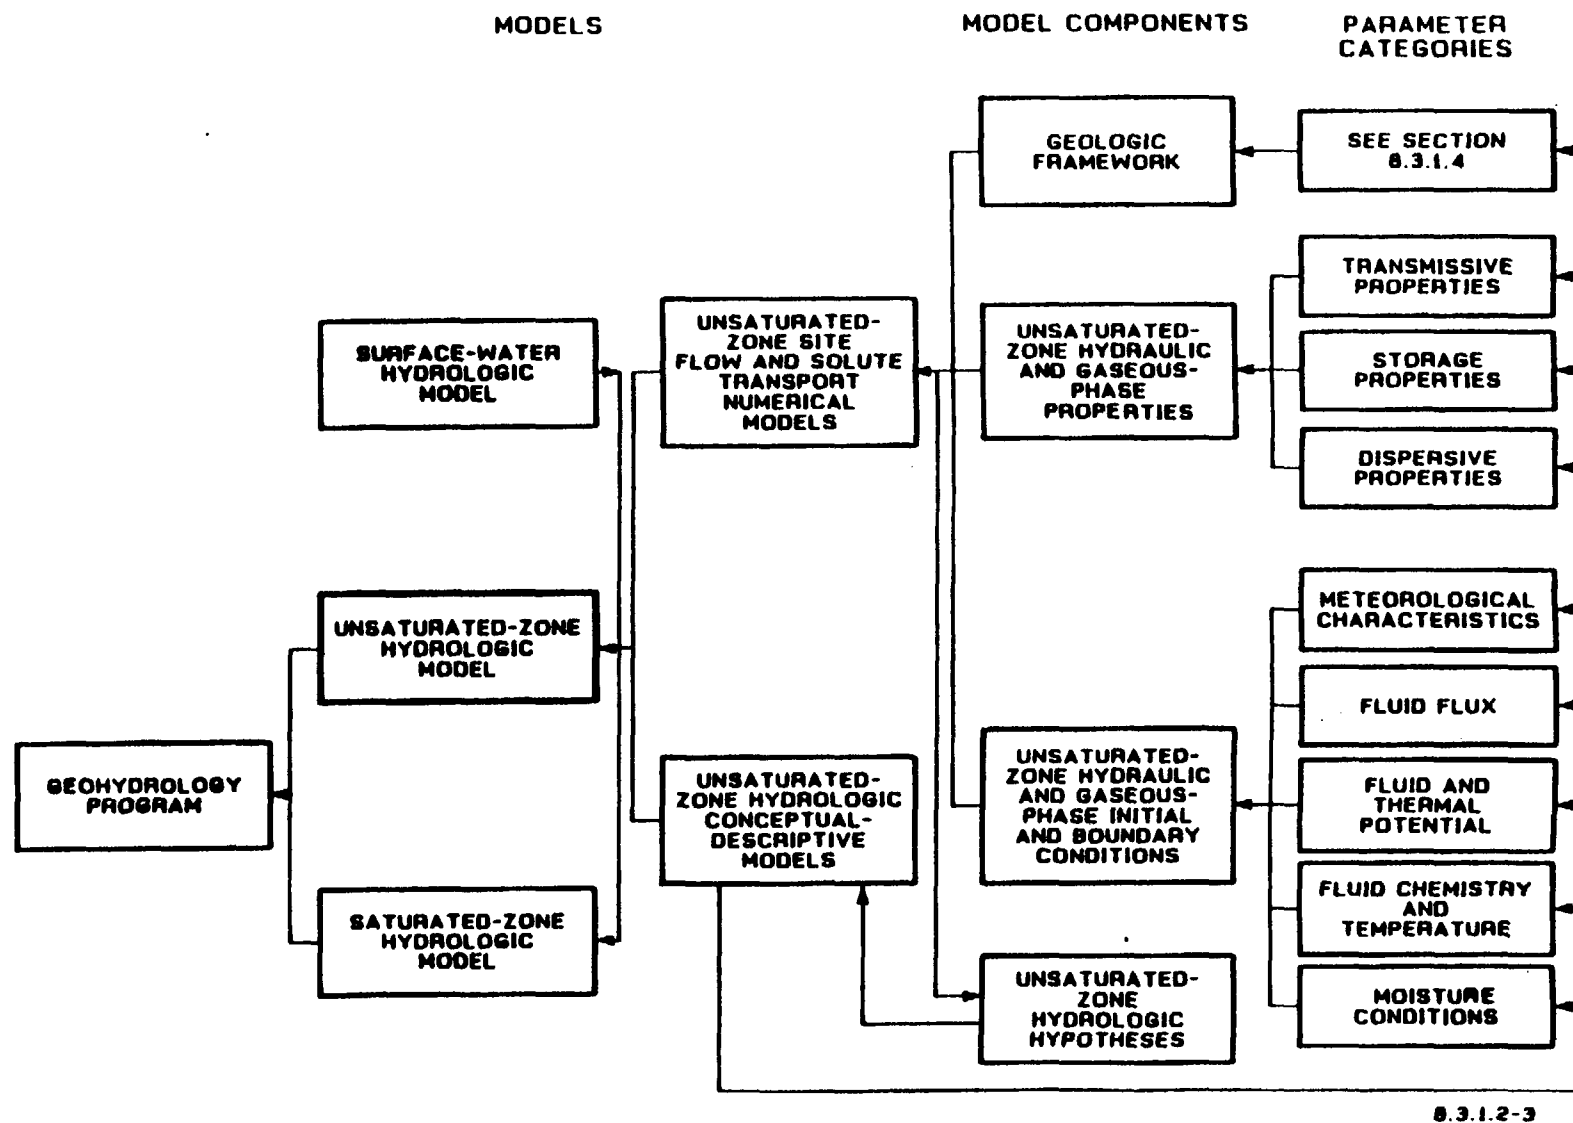 MODELS
MODEL COMPONENTS
PARAMETER
CATEGORIES
GEOLOGIC
FRAMEWORK
SEE SECTION
8.3.1.4
TRANSMISSIVE
PROPERTIES
SURFACE-WATER
HYDROLOGIC
MODEL
UNSATURATED-
ZONE SITE
FLOW AND SOLUTE
TRANSPORT
NUMERICAL
MODELS
UNSATURATED-
ZONE HYDRAULIC
AND GASEOUS-
PHASE
PROPERTIES
STORAGE
PROPERTIES
DISPERSIVE
PROPERTIES
METEOROLOGICAL
CHARACTERISTICS
UNSATURATED-ZONE
HYDROLOGIC
MODEL
FLUID FLUX
GEOHYDROLOGY
PROGRAM
UNSATURATED-
ZONE HYDROLOGIC
CONCEPTUAL-
DESCRIPTIVE
MODELS
UNSATURATED-
ZONE HYDRAULIC
AND GASEOUS-
PHASE INITIAL
AND BOUNDARY
CONDITIONS
FLUID AND
THERMAL
POTENTIAL
FLUID CHEMISTRY
AND
TEMPERATURE
SATURATED-ZONE
HYDROLOGIC
MODEL
UNSATURATED-
ZONE
HYDROLOGIC
HYPOTHESES
MOISTURE
CONDITIONS
8.3.1.2-3